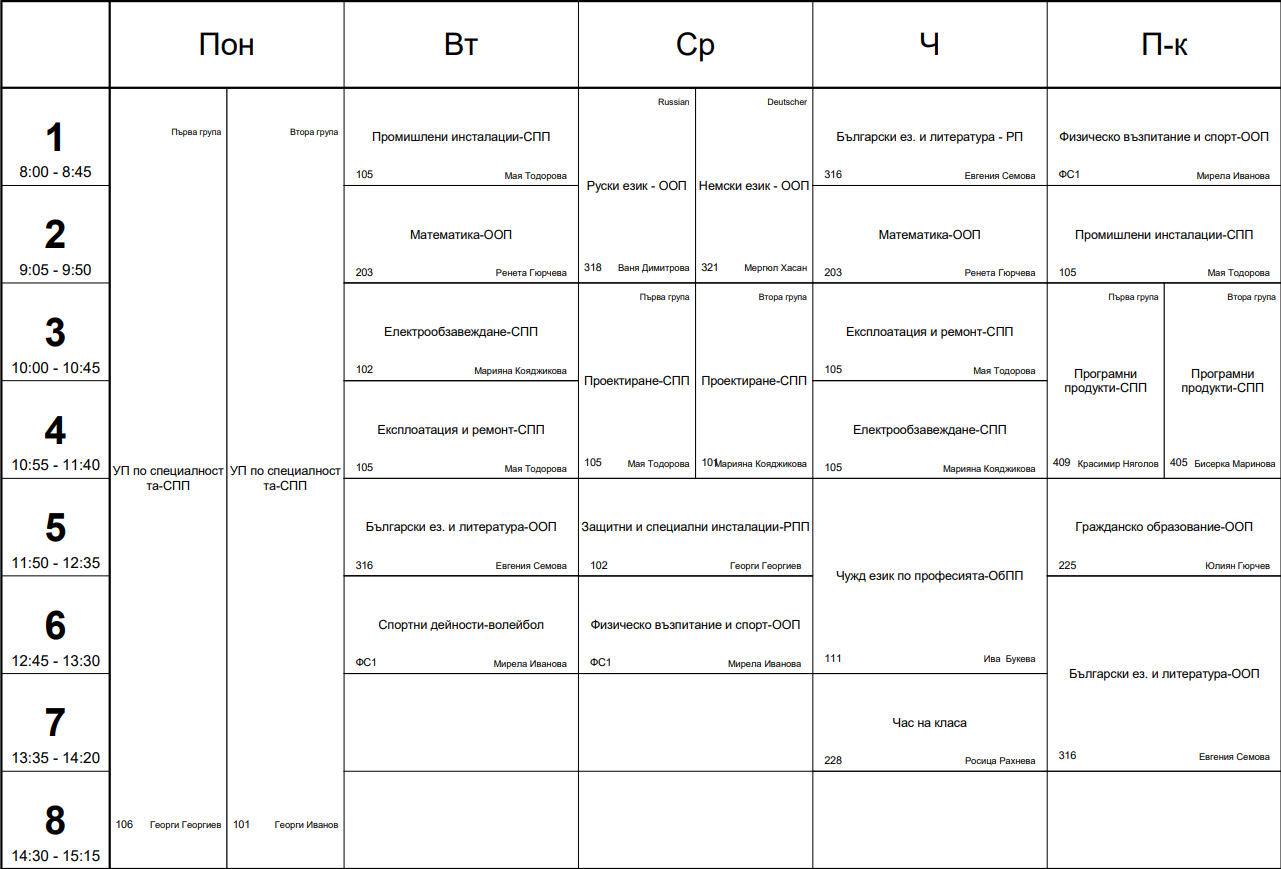 Пон
Вт
Ср
Ч
П-к
1
8:00 - 8:45
Първа група
Втора група
Промишлени инсталации-СПП
105 Мая Тодорова
Russian
Deutscher
Руски език - ООП
Немски език - ООП
Български ез. и литература - РП
316 Евгения Семова
Физическо възпитание и спорт-ООП
ФС1 Мирела Иванова
2
9:05 - 9:50
Математика-ООП
203 Ренета Гюрчева
318 Ваня Димитрова
321 Мергюл Хасан
Математика-ООП
203 Ренета Гюрчева
Промишлени инсталации-СПП
105 Мая Тодорова
3
10:00 - 10:45
Електрообзавеждане-СПП
102 Марияна Кояджикова
Първа група
Втора група
Проектиране-СПП
Проектиране-СПП
Експлоатация и ремонт-СПП
105 Мая Тодорова
Първа група
Втора група
Програмни
продукти-СПП
Програмни
продукти-СПП
4
10:55 - 11:40
УП по специалност
та-СПП
УП по специалност
та-СПП
Експлоатация и ремонт-СПП
105 Мая Тодорова
105 Мая Тодорова
101 Марияна Кояджикова
Електрообзавеждане-СПП
105 Марияна Кояджикова
409 Красимир Няголов
405 Бисерка Маринова
5
11:50 - 12:35
Български ез. и литература-ООП
316 Евгения Семова
Защитни и специални инсталации-РПП
102 Георги Георгиев
Чужд език по професията-ОбПП
Гражданско образование-ООП
225 Юлиян Гюрчев
6
12:45 - 13:30
Спортни дейности-волейбол
ФС1 Мирела Иванова
Физическо възпитание и спорт-ООП
ФС1 Мирела Иванова
111 Ива Букева
Български ез. и литература-ООП
7
13:35 - 14:20
Час на класа
228 Росица Рахнева
316 Евгения Семова
8
14:30 - 15:15
106 Георги Георгиев
101 Георги Иванов